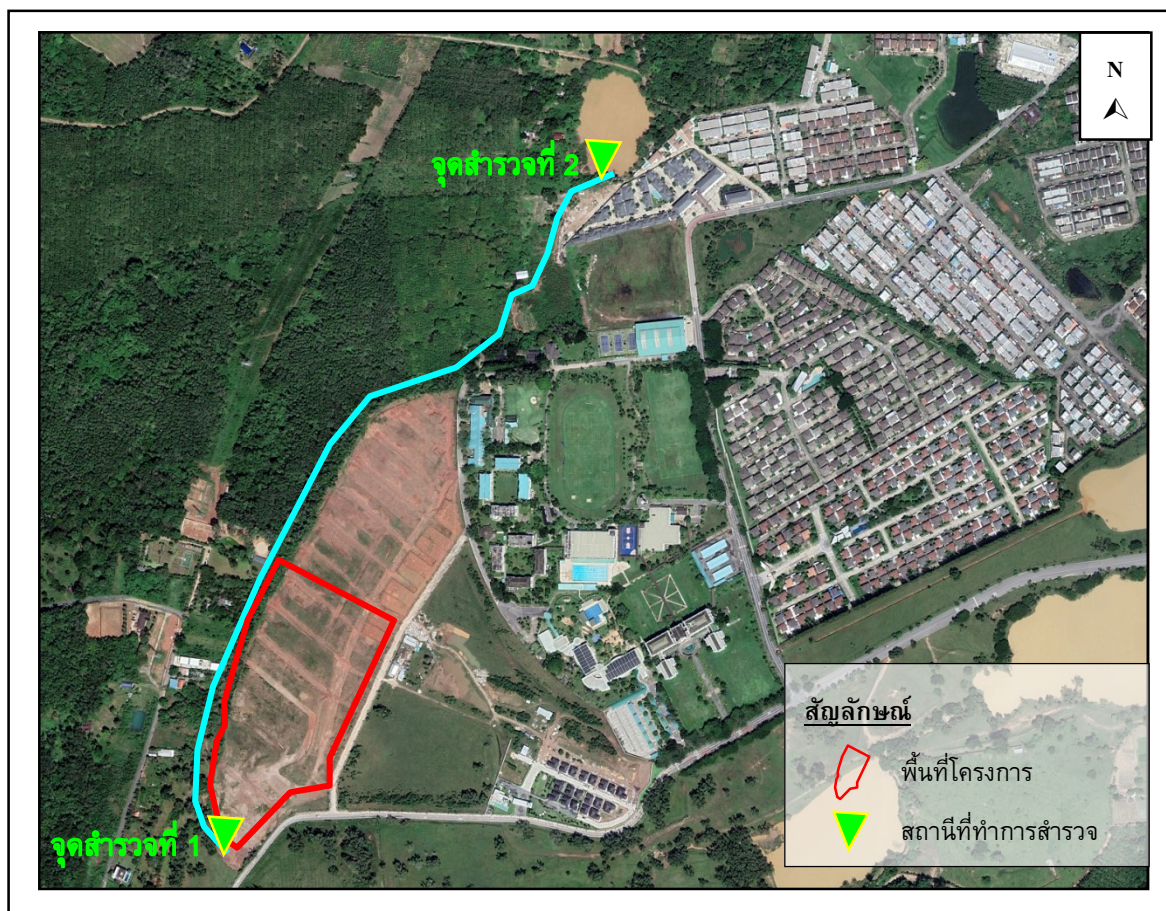 N
จุดสำรวจที่ 2
จุดสำรวจที่ 1
สัญลักษณ์
พื้นที่โครงการ
สถานีที่ทำการสำรวจ